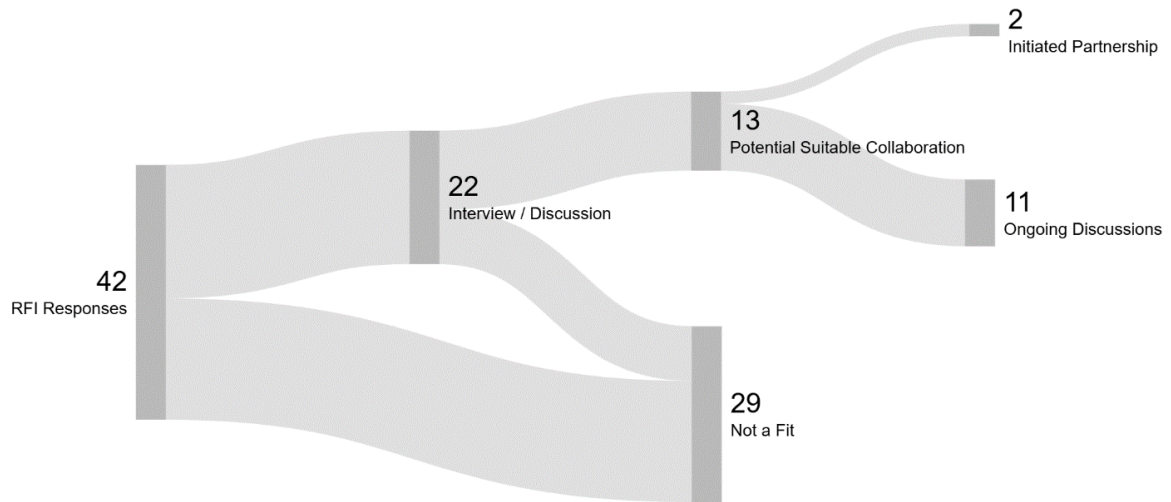 2
Initiated Partnership
13
Potential Suitable Collaboration
22
Interview / Discussion
11
Ongoing Discussions
42
RFI Responses
29
Not a Fit